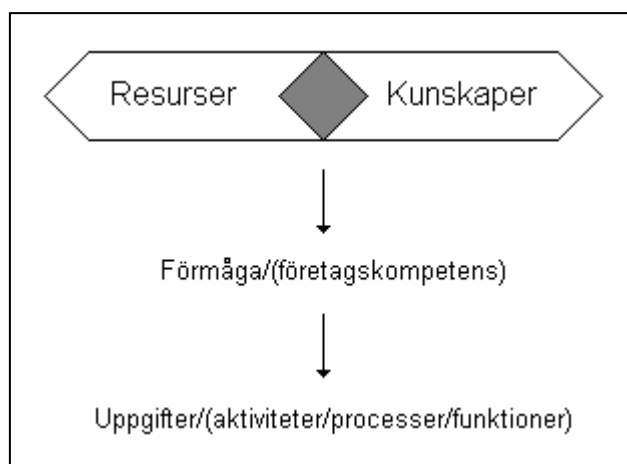 Resurser Kunskaper
Förmåga/(företagskompetens)
Uppgifter/(aktiviteter/processer/funktioner)